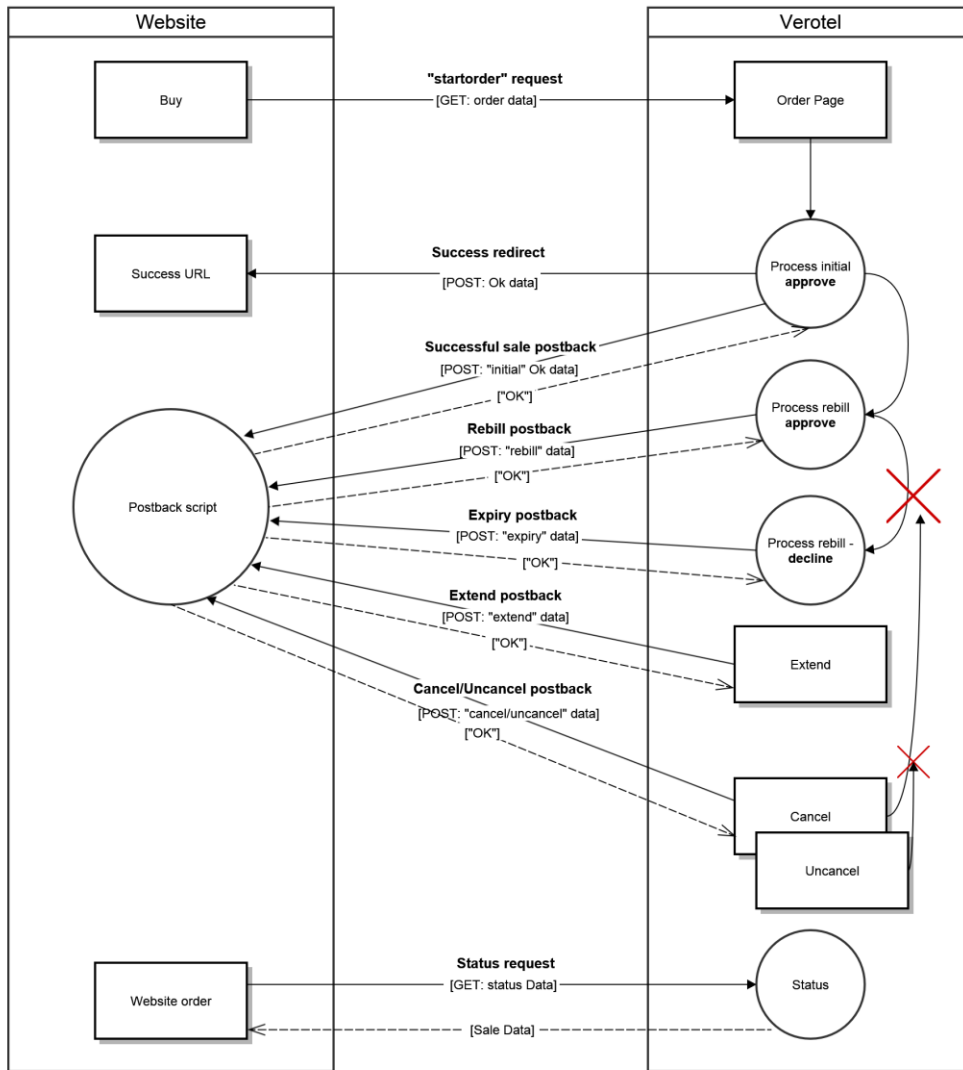 Website
Verotel
"startorder" request
Buy
[GET: order data]
Order Page
Success redirect
Success URL
[POST: Ok data]
Process initial
approve
Successful sale postback
[POST: "initial" Ok data]
["OK"]
Rebill postback
[POST: "rebill" data]
["OK"]
Process rebill
approve
Postback script
Expiry postback
[POST: "expiry" data]
["OK"]
Process rebill -
decline
Extend postback
[POST: "extend" data]
["OK"]
Extend
Cancel/Uncancel postback
[POST: "cancel/uncancel" data]
["OK"]
Cancel
Uncancel
Status request
Website order
[GET: status Data]
Status
[Sale Data]